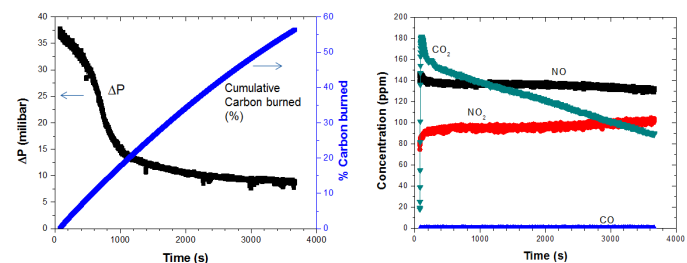 40
35
30
25
20
15
10
5
0
ΔP (millibar)
ΔP
Cumulative
Carbon burned
(%)
60
50
40
30
20
10
0
% Carbon burned
0 1000 2000 3000 4000
Time (s)
200
180
160
140
120
100
80
60
40
20
0
Concentration (ppm)
CO2
NO
NO2
CO
0 1000 2000 3000 4000
Time (s)